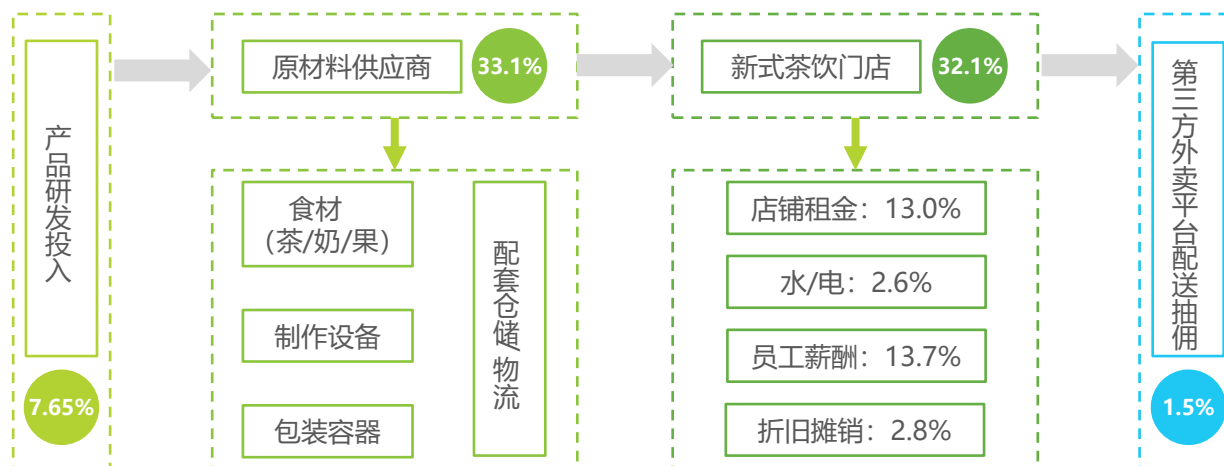 产品研发投入
7.65%
原材料供应商
33.1%
食材
（茶/奶/果）
制作设备
包装容器
配套仓储/物流
新式茶饮门店
32.1%
店铺租金：13.0%
水/电：2.6%
员工薪酬：13.7%
折旧摊销：2.8%
第三方外卖平台配送抽佣
1.5%